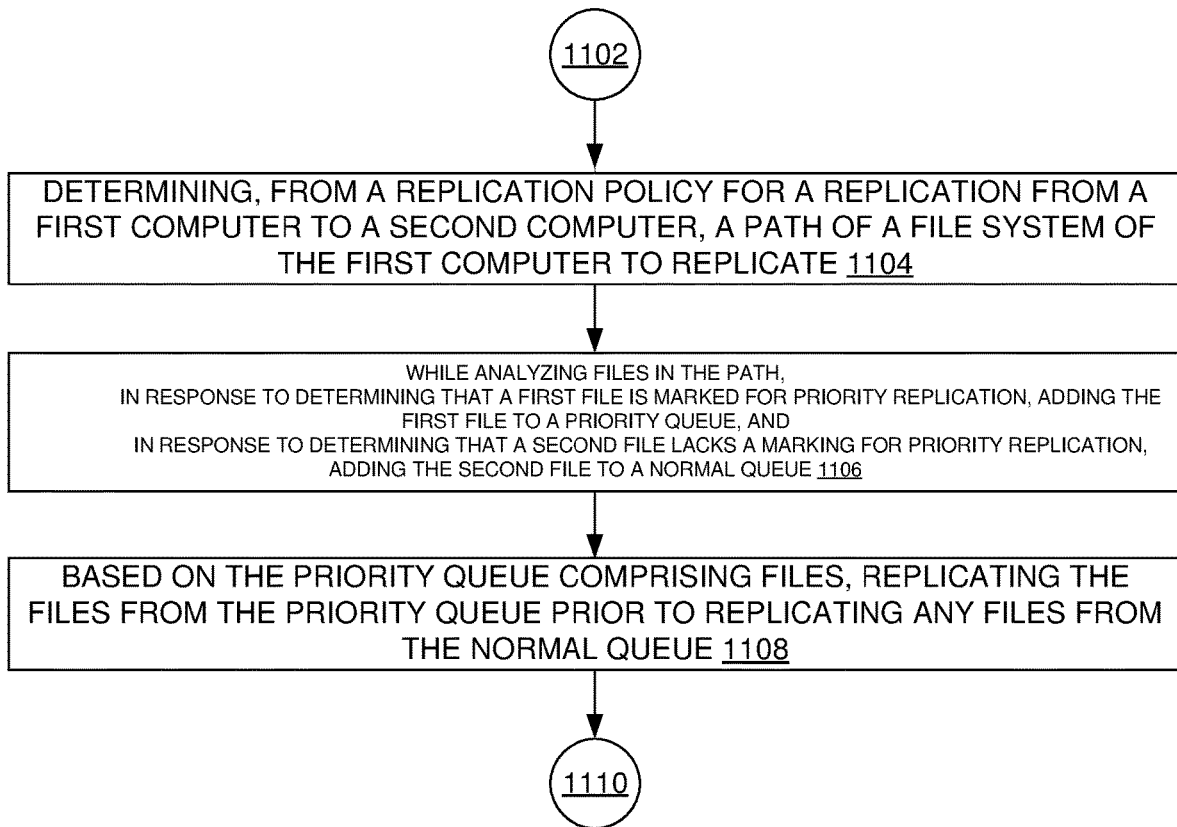 1102
DETERMINING, FROM A REPLICATION POLICY FOR A REPLICATION FROM A
FIRST COMPUTER TO A SECOND COMPUTER, A PATH OF A FILE SYSTEM OF
THE FIRST COMPUTER TO REPLICATE 1104
WHILE ANALYZING FILES IN THE PATH,
IN RESPONSE TO DETERMINING THAT A FIRST FILE IS MARKED FOR PRIORITY REPLICATION, ADDING THE
FIRST FILE TO A PRIORITY QUEUE, AND
IN RESPONSE TO DETERMINING THAT A SECOND FILE LACKS A MARKING FOR PRIORITY REPLICATION,
ADDING THE SECOND FILE TO A NORMAL QUEUE 1106
BASED ON THE PRIORITY QUEUE COMPRISING FILES, REPLICATING THE
FILES FROM THE PRIORITY QUEUE PRIOR TO REPLICATING ANY FILES FROM
THE NORMAL QUEUE 1108
1110